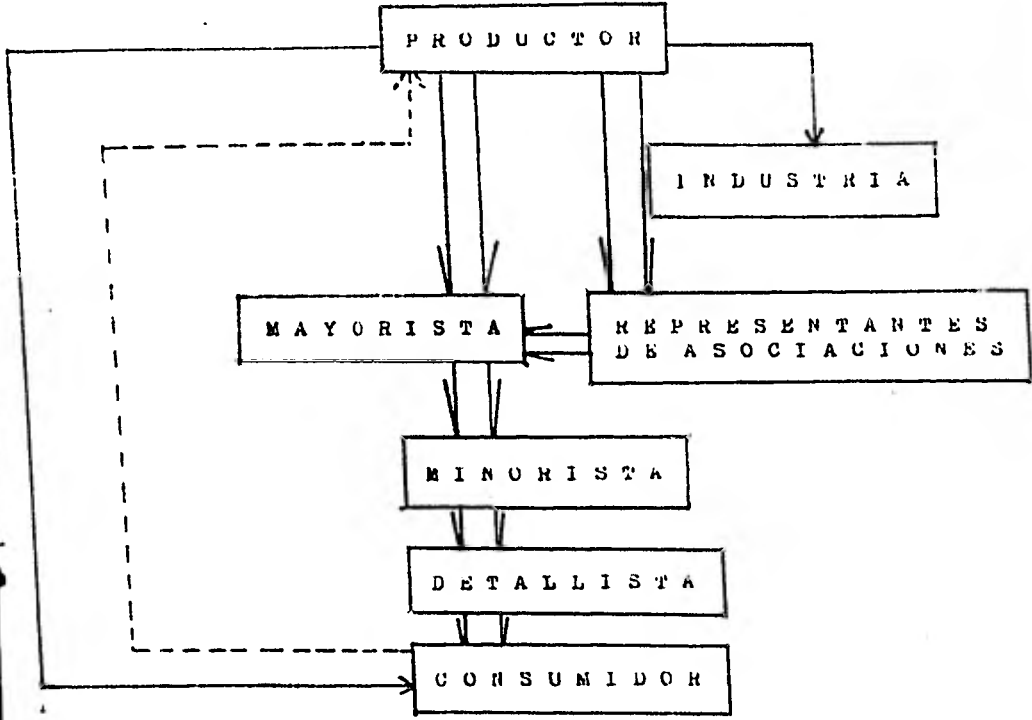 PRODUCTOR
INDUSTRIA
MAYORISTA
REPRESENTANTES
DE ASOCIACIONES
MINORISTA
DETALLISTA
CONSUMIDOR